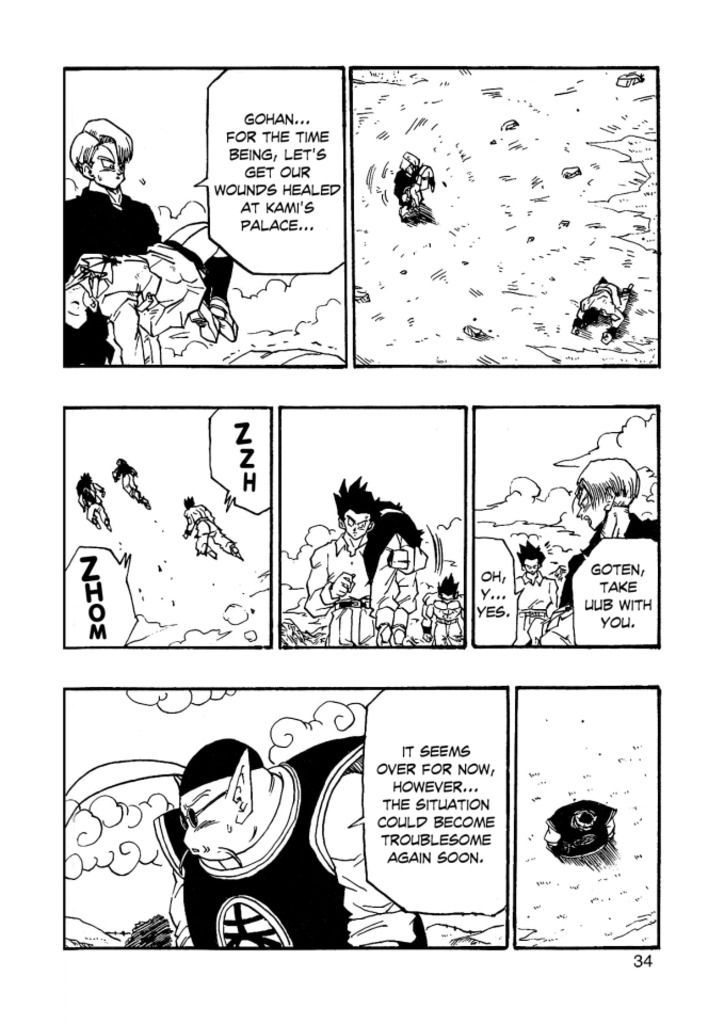 GOHAN...
FOR THE TIME
BEING, LET'S
GET OUR
WOUNDS HEALED
AT KAMI'S
PALACE...
GOTEN,
TAKE
UUB WITH
YOU.
OH,
Y...
YES.
ZZH
ZHOM
IT SEEMS
OVER FOR NOW,
HOWEVER...
THE SITUATION
COULD BECOME
TROUBLESOME
AGAIN SOON.
34